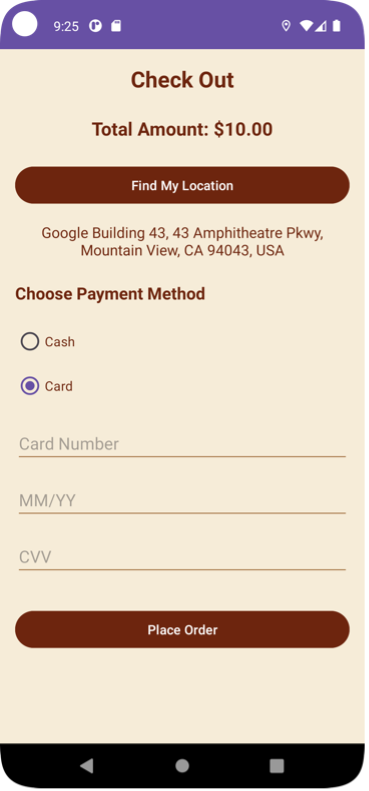 9:25
Check Out
Total Amount: $10.00
Find My Location
Google Building 43, 43 Amphitheatre Pkwy,
Mountain View, CA 94043, USA
Choose Payment Method
Cash
Card
Card Number
MM/YY
CVV
Place Order